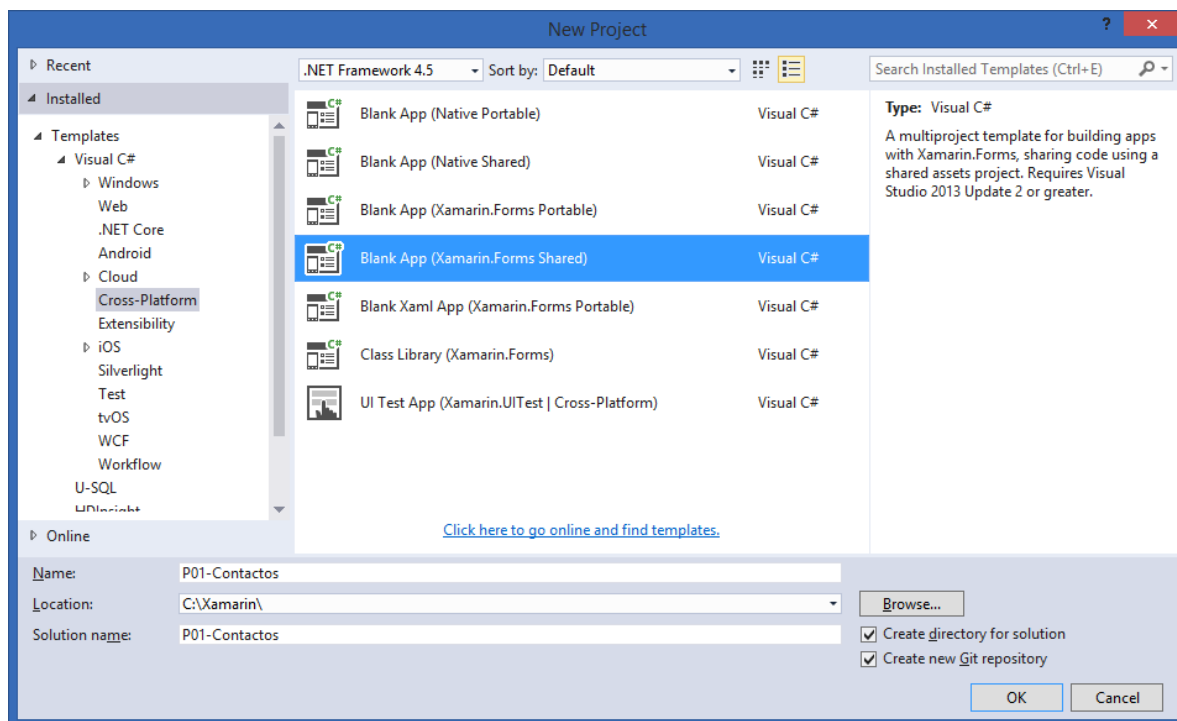 New Project
?
Recent
Installed
Templates
Visual C#
Windows
Web
.NET Core
Android
Cloud
Cross-Platform
Extensibility
iOS
Silverlight
Test
tvOS
WCF
Workflow
U-SQL
HDInsight
Online
.NET Framework 4.5
Sort by: Default
Blank App (Native Portable) Visual C#
Blank App (Native Shared) Visual C#
Blank App (Xamarin.Forms Portable) Visual C#
Blank App (Xamarin.Forms Shared) Visual C#
Blank Xaml App (Xamarin.Forms Portable) Visual C#
Class Library (Xamarin.Forms) Visual C#
UI Test App (Xamarin.UITest | Cross-Platform) Visual C#
Click here to go online and find templates.
Search Installed Templates (Ctrl+E)
Type: Visual C#
A multiproject template for building apps
with Xamarin.Forms, sharing code using a
shared assets project. Requires Visual
Studio 2013 Update 2 or greater.
Name: P01-Contactos
Location: C:\Xamarin\
Browse...
Solution name: P01-Contactos
Create directory for solution
Create new Git repository
OK
Cancel